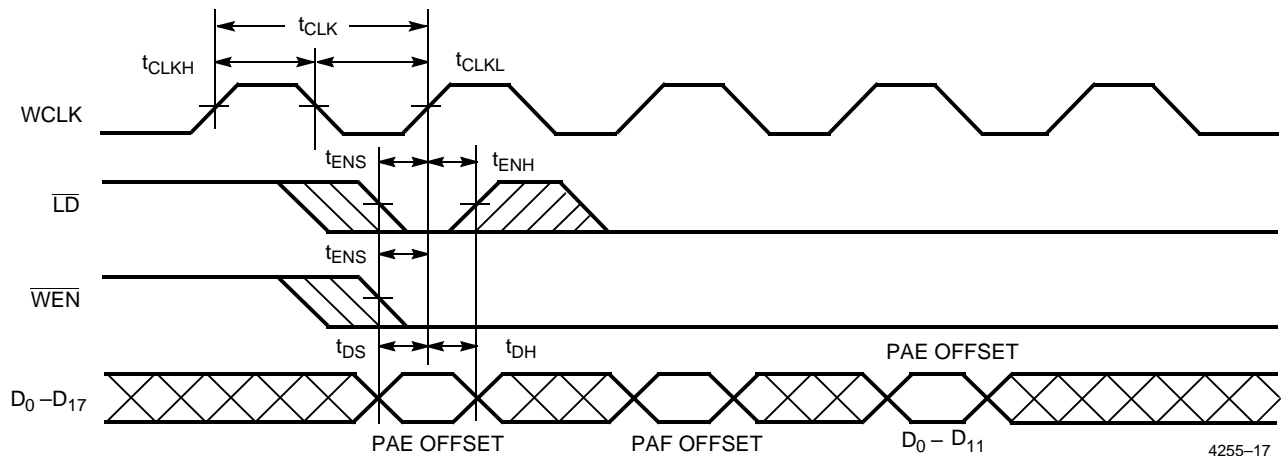 tCLK
tCLKH
tCLKL
WCLK
tENS
tENH
LD
tENS
WEN
tDS
tDH
PAE OFFSET
D0 –D17
PAE OFFSET
PAF OFFSET
D0 – D11
4255–17